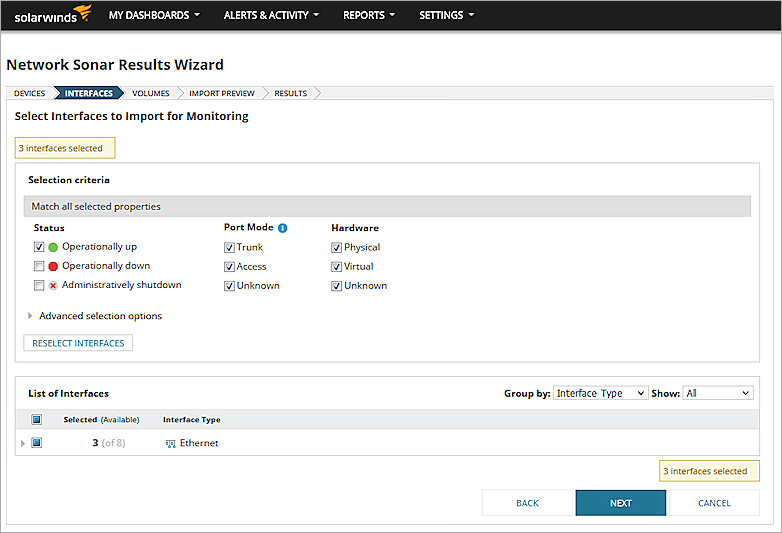 solarwinds MY DASHBOARDS ALERTS & ACTIVITY REPORTS SETTINGS
Network Sonar Results Wizard
DEVICES INTERFACES VOLUMES IMPORT PREVIEW RESULTS
Select Interfaces to Import for Monitoring
3 interfaces selected
Selection criteria
Match all selected properties
Status Port Mode Hardware
Operationally up Trunk Physical
Operationally down Access Virtual
Administratively shutdown Unknown Unknown
Advanced selection options
RESELECT INTERFACES
List of Interfaces Group by: Interface Type Show: All
Selected (Available) Interface Type
3 (of 8) Ethernet
3 interfaces selected
BACK NEXT CANCEL